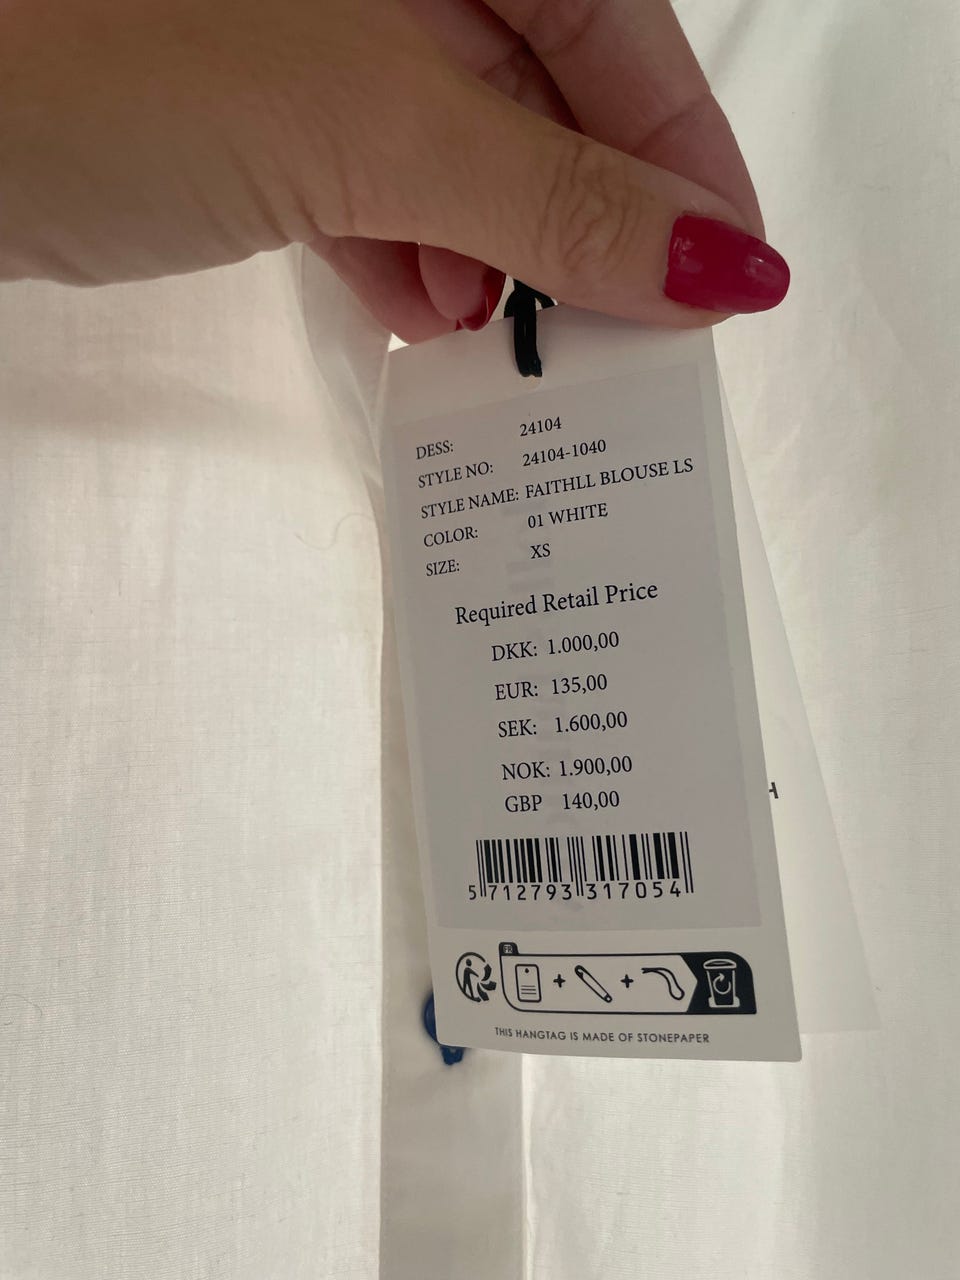 DESS: 24104
STYLE NO: 24104-1040
STYLE NAME: FAITHLL BLOUSE LS
COLOR: 01 WHITE
SIZE: XS
Required Retail Price
DKK: 1.000,00
EUR: 135,00
SEK: 1.600,00
NOK: 1.900,00
GBP 140,00
5 712793 317054
FR
THIS HANGTAG IS MADE OF STONEPAPER
H